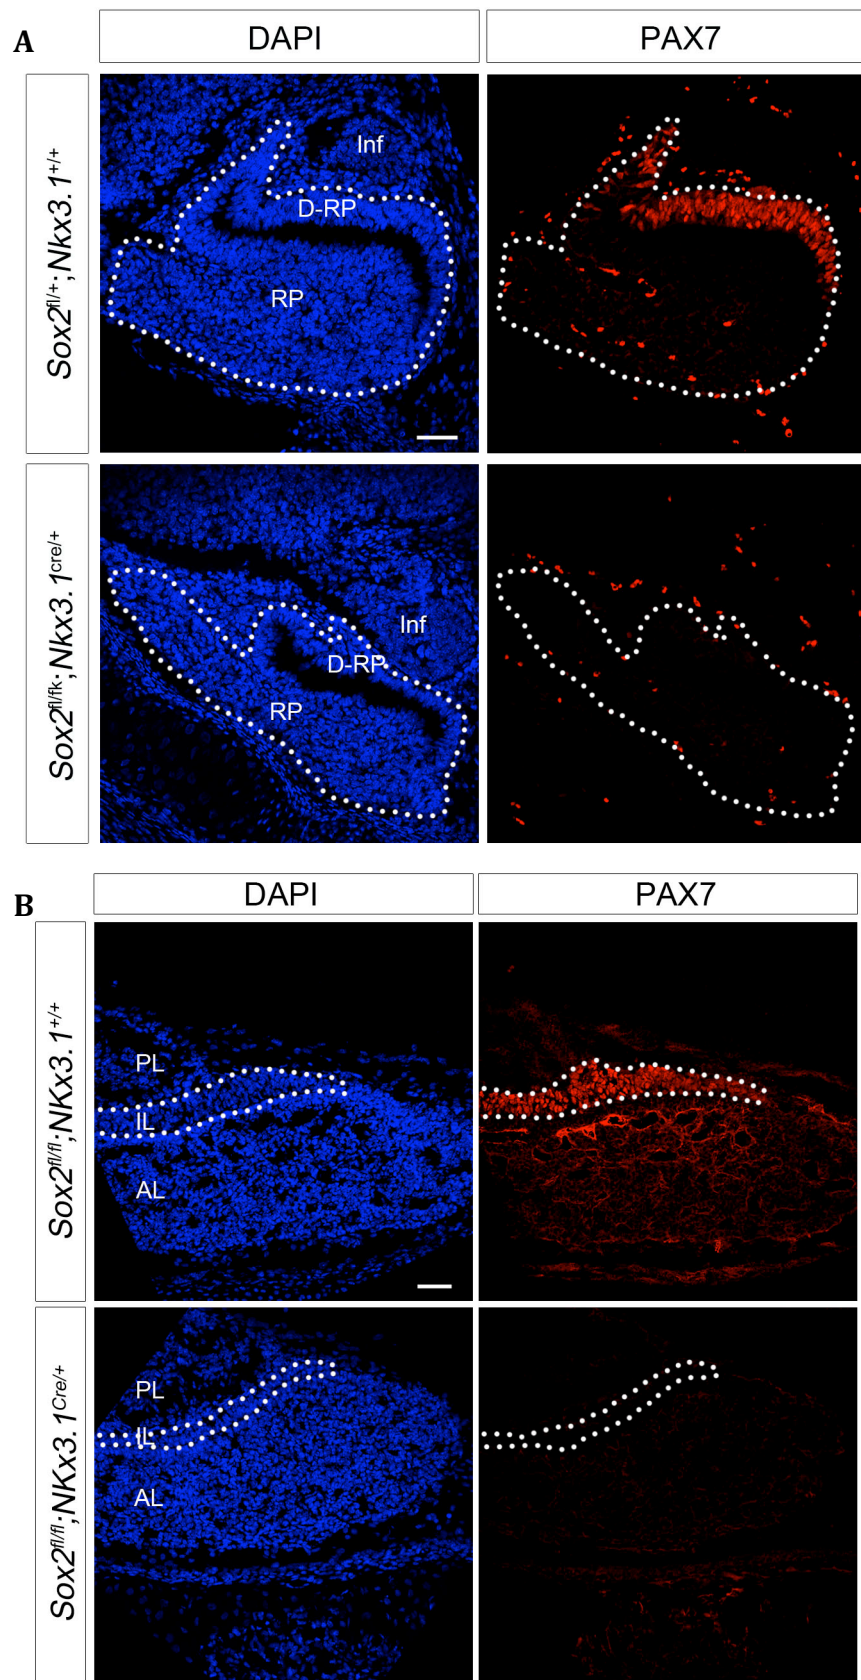 A
DAPI
PAX7
Sox2fl/+;Nkx3.1+/+
Inf
D-RP
RP
Sox2fl/fk;Nkx3.1cre/+
Inf
D-RP
RP
B
DAPI
PAX7
Sox2fl/fl;NKx3.1+/+
PL
IL
AL
Sox2fl/fl;NKx3.1Cre/+
PL
IL
AL